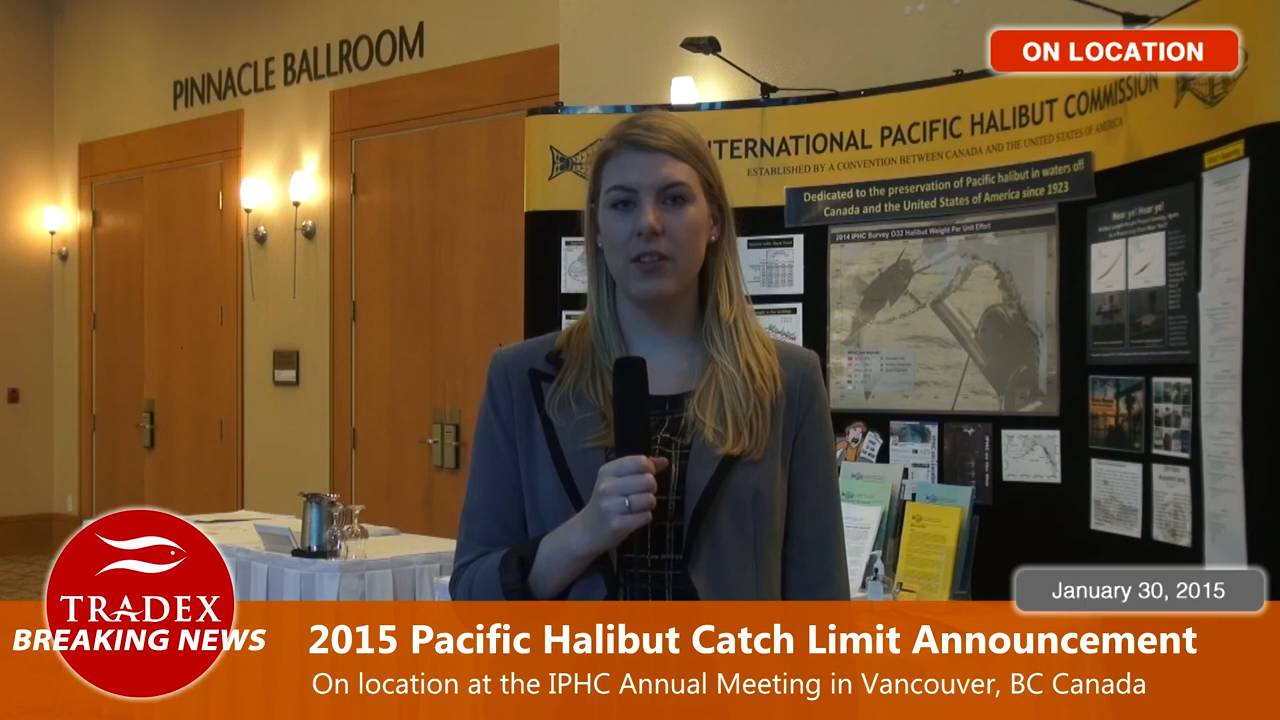 PINNACLE BALLROOM
ON LOCATION
INTERNATIONAL PACIFIC HALIBUT COMMISSION
ESTABLISHED BY A CONVENTION BETWEEN CANADA AND THE UNITED STATES OF AMERICA
Dedicated to the preservation of Pacific halibut in waters off
Canada and the United States of America since 1923
2014 IPHC Survey O32 Halibut Weight Per Unit Effort
Hear ye! Hear ye!
January 30, 2015
TRADEX
BREAKING NEWS
2015 Pacific Halibut Catch Limit Announcement
On location at the IPHC Annual Meeting in Vancouver, BC Canada